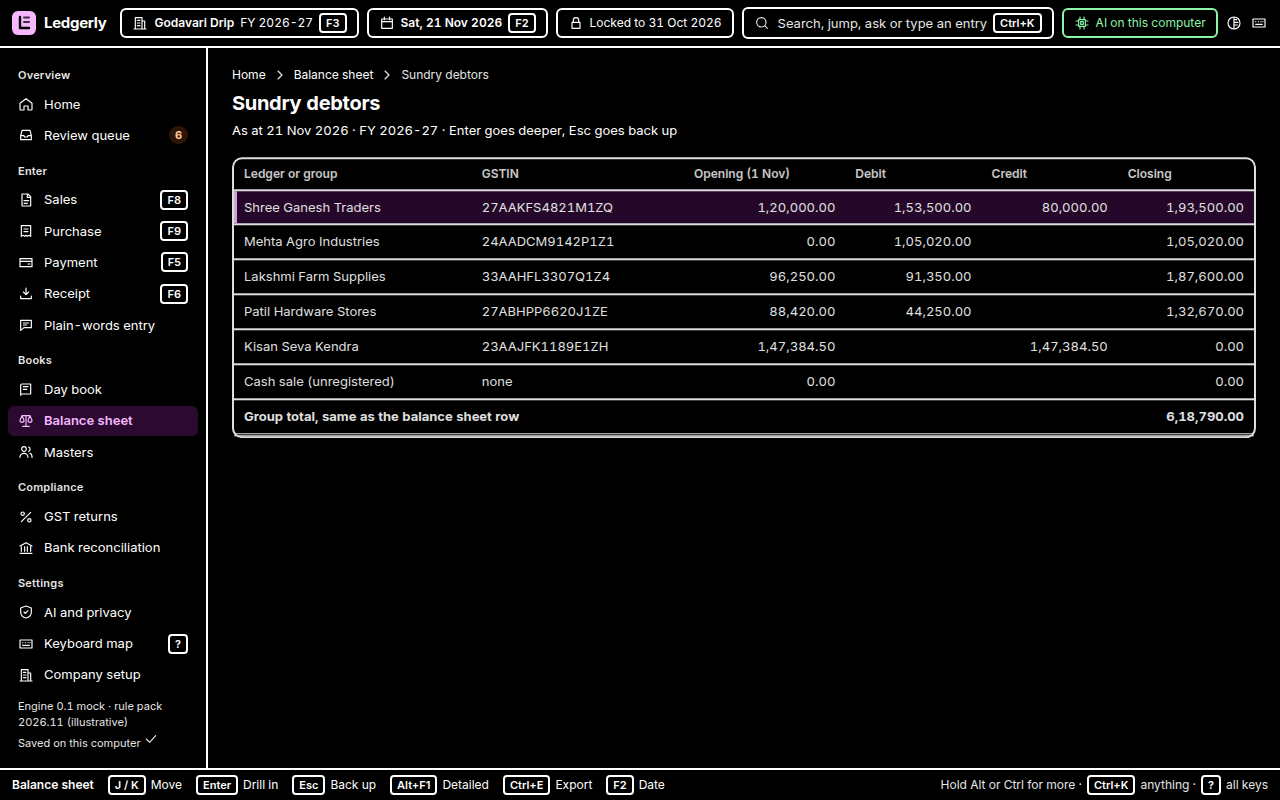 Ledgerly
Godavari Drip FY 2026-27 F3
Sat, 21 Nov 2026 F2
Locked to 31 Oct 2026
Search, jump, ask or type an entry Ctrl+K
AI on this computer
Overview
Home
Review queue 6
Enter
Sales F8
Purchase F9
Payment F5
Receipt F6
Plain-words entry
Books
Day book
Balance sheet
Masters
Compliance
GST returns
Bank reconciliation
Settings
AI and privacy
Keyboard map ?
Company setup
Engine 0.1 mock · rule pack
2026.11 (illustrative)
Saved on this computer
Home Balance sheet Sundry debtors
Sundry debtors
As at 21 Nov 2026 · FY 2026-27 · Enter goes deeper, Esc goes back up
Ledger or group GSTIN Opening (1 Nov) Debit Credit Closing
Shree Ganesh Traders 27AAKFS4821M1ZQ 1,20,000.00 1,53,500.00 80,000.00 1,93,500.00
Mehta Agro Industries 24AADCM9142P1Z1 0.00 1,05,020.00 1,05,020.00
Lakshmi Farm Supplies 33AAHFL3307Q1Z4 96,250.00 91,350.00 1,87,600.00
Patil Hardware Stores 27ABHPP6620J1ZE 88,420.00 44,250.00 1,32,670.00
Kisan Seva Kendra 23AAJFK1189E1ZH 1,47,384.50 1,47,384.50 0.00
Cash sale (unregistered) none 0.00 0.00
Group total, same as the balance sheet row 6,18,790.00
Balance sheet J / K Move Enter Drill in Esc Back up Alt+F1 Detailed Ctrl+E Export F2 Date
Hold Alt or Ctrl for more · Ctrl+K anything · ? all keys